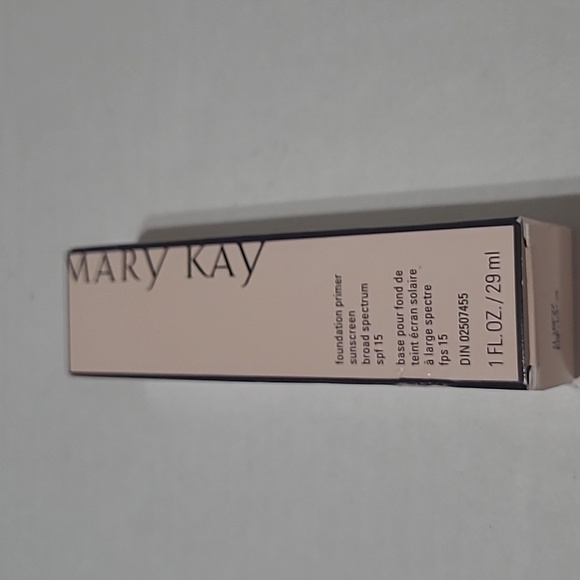 MARY KAY
foundation primer
sunscreen
broad spectrum
spf 15
base pour fond de
teint écran solaire
à large spectre
fps 15
DIN 02507455
1 FL.OZ./29 ml